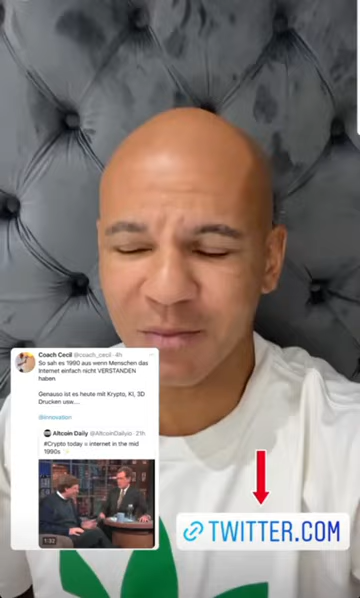 Coach Cecil @coach_cecil · 4h
So sah es 1990 aus wenn Menschen das
Internet einfach nicht VERSTANDEN
haben
Genauso ist es heute mit Krypto, KI, 3D
Drucken usw....
@innovation
Altcoin Daily @AltcoinDailyio · 21h
#Crypto today = internet in the mid
1990s
1:32
TWITTER.COM